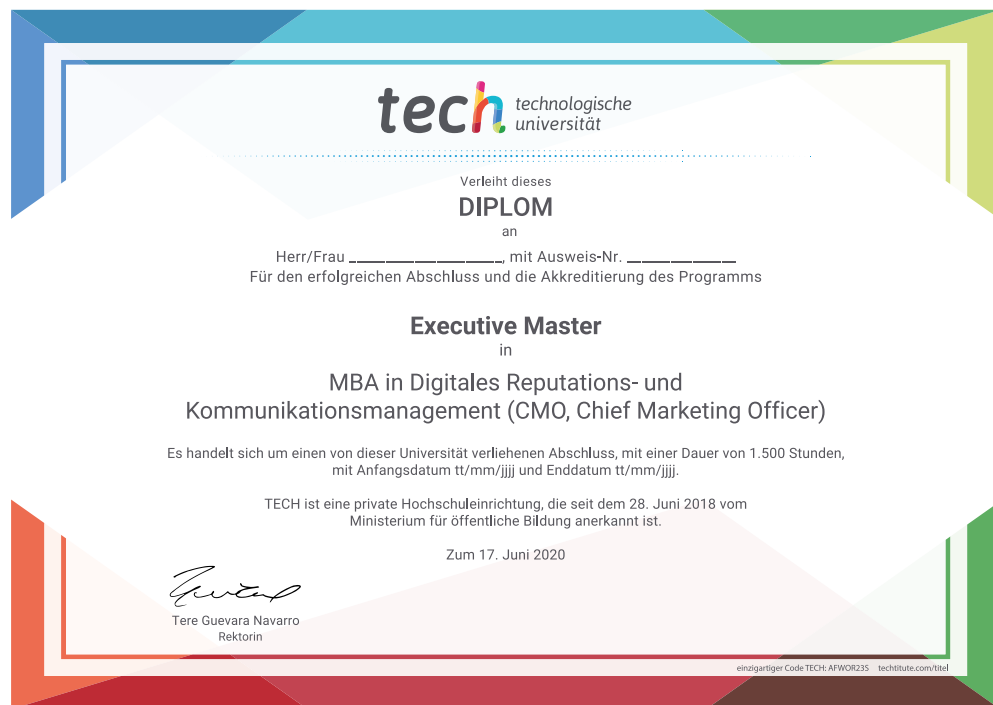 tech technologische
universität
Verleiht dieses
DIPLOM
an
Herr/Frau ____________________, mit Ausweis-Nr. ______________
Für den erfolgreichen Abschluss und die Akkreditierung des Programms
Executive Master
in
MBA in Digitales Reputations- und
Kommunikationsmanagement (CMO, Chief Marketing Officer)
Es handelt sich um einen von dieser Universität verliehenen Abschluss, mit einer Dauer von 1.500 Stunden,
mit Anfangsdatum tt/mm/jjjj und Enddatum tt/mm/jjjj.
TECH ist eine private Hochschuleinrichtung, die seit dem 28. Juni 2018 vom
Ministerium für öffentliche Bildung anerkannt ist.
Zum 17. Juni 2020
Tere Guevara Navarro
Rektorin
einzigartiger Code TECH: AFWOR23S techtitute.com/titel